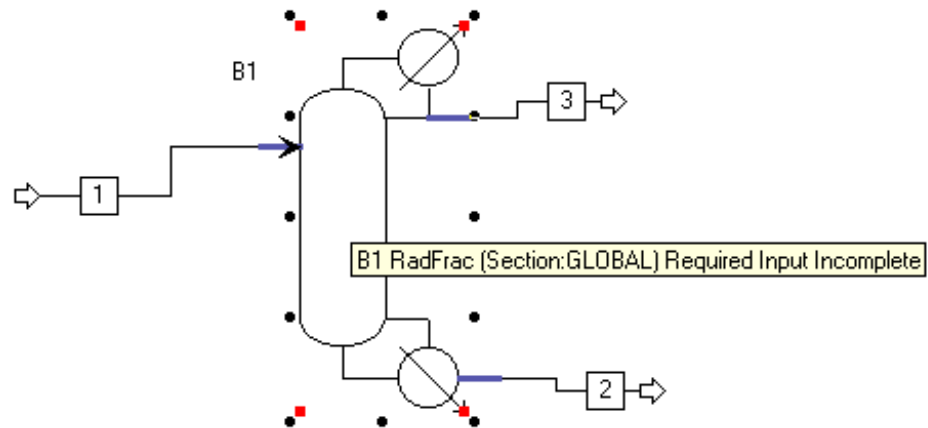 B1
3
1
B1 RadFrac (Section:GLOBAL) Required Input Incomplete
2